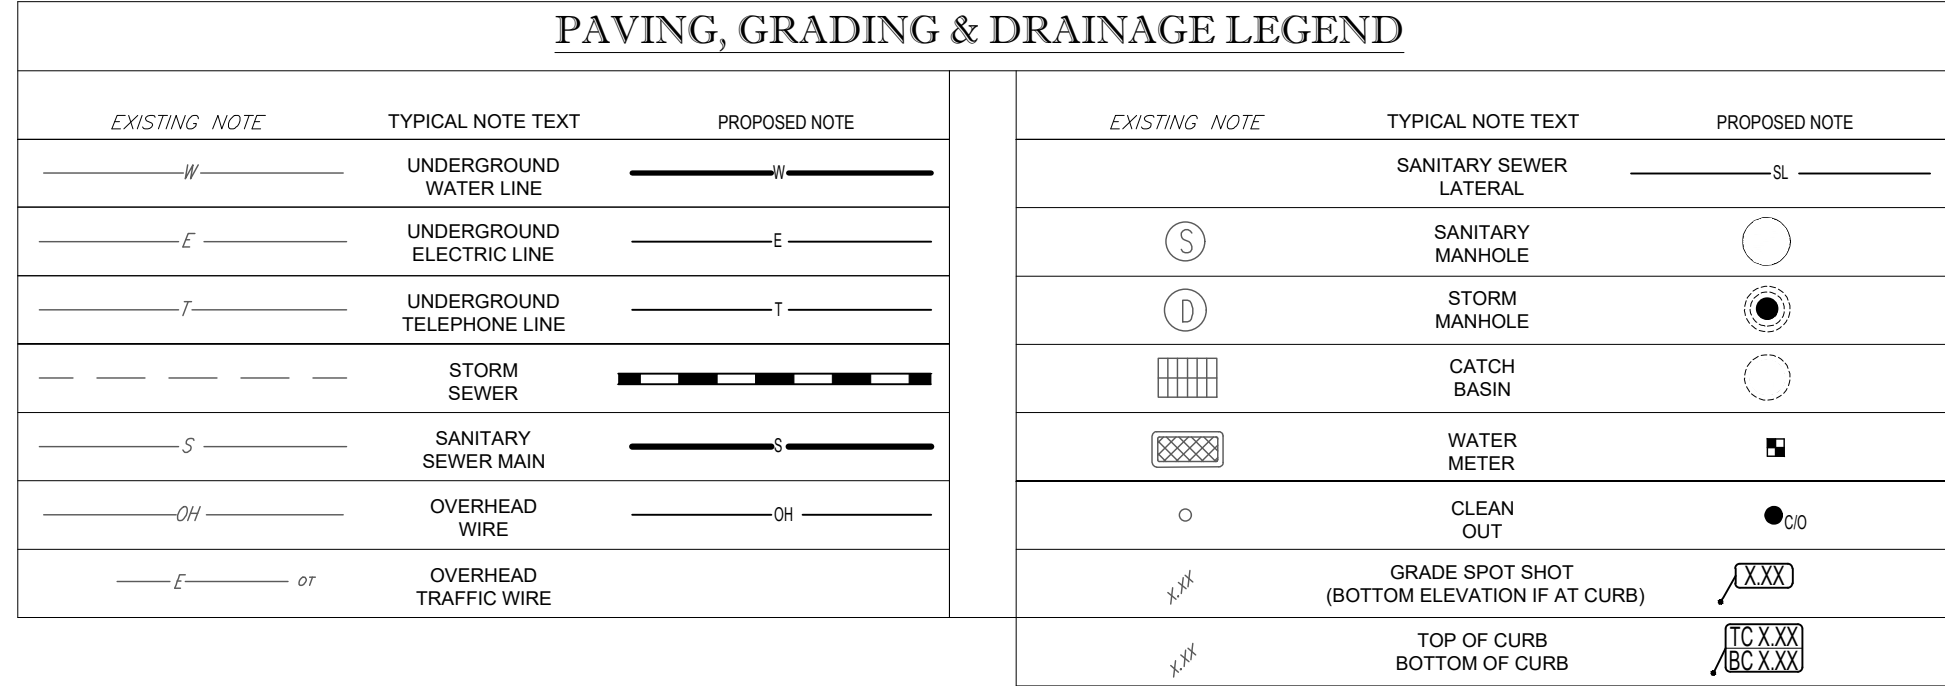 PAVING, GRADING & DRAINAGE LEGEND
EXISTING NOTE TYPICAL NOTE TEXT PROPOSED NOTE
W UNDERGROUND WATER LINE W
E UNDERGROUND ELECTRIC LINE E
T UNDERGROUND TELEPHONE LINE T
STORM SEWER
S SANITARY SEWER MAIN S
OH OVERHEAD WIRE OH
E OT OVERHEAD TRAFFIC WIRE
EXISTING NOTE TYPICAL NOTE TEXT PROPOSED NOTE
SANITARY SEWER LATERAL SL
S SANITARY MANHOLE
D STORM MANHOLE
CATCH BASIN
WATER METER
CLEAN OUT C/O
X.XX GRADE SPOT SHOT (BOTTOM ELEVATION IF AT CURB) X.XX
X.XX TOP OF CURB BOTTOM OF CURB TC X.XX BC X.XX